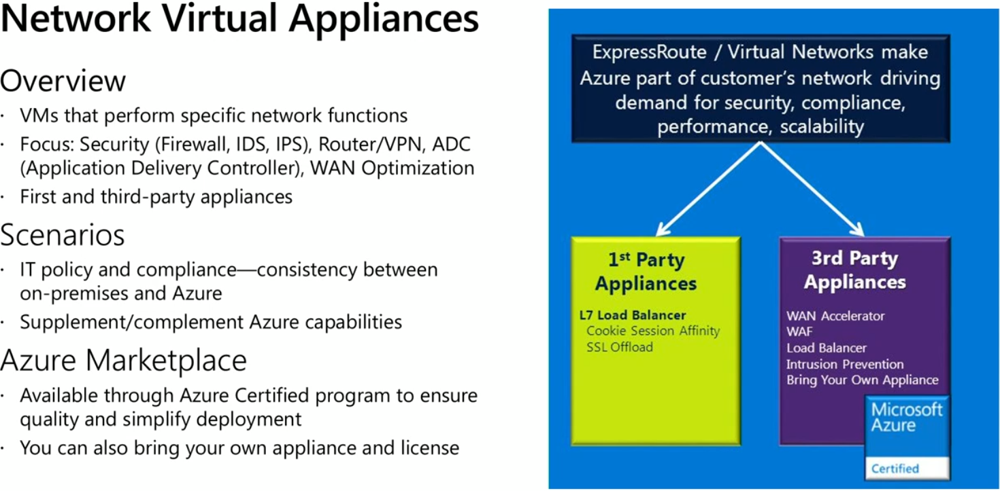 Network Virtual Appliances
Overview
· VMs that perform specific network functions
· Focus: Security (Firewall, IDS, IPS), Router/VPN, ADC
(Application Delivery Controller), WAN Optimization
· First and third-party appliances
Scenarios
· IT policy and compliance—consistency between
on-premises and Azure
· Supplement/complement Azure capabilities
Azure Marketplace
· Available through Azure Certified program to ensure
quality and simplify deployment
· You can also bring your own appliance and license
ExpressRoute / Virtual Networks make
Azure part of customer's network driving
demand for security, compliance,
performance, scalability
1st Party
Appliances
L7 Load Balancer
Cookie Session Affinity
SSL Offload
3rd Party
Appliances
WAN Accelerator
WAF
Load Balancer
Intrusion Prevention
Bring Your Own Appliance
Microsoft
Azure
Certified